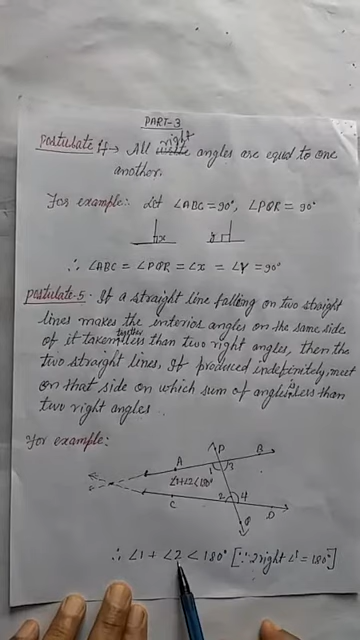 PART-3
Postulate 4 → All right angles are equal to one
another.
For example: Let ∠ABC = 90°, ∠PQR = 90°
x y
∴ ∠ABC = ∠PQR = ∠x = ∠Y = 90°
Postulate-5. If a straight line falling on two straight
lines makes the interior angles on the same side
of it taken together less than two right angles, then the
two straight lines, If produced indefinitely, meet
on that side on which sum of angles is less than
two right angles.
For example:
P B
A 1 3
∠1+∠2<180°
2 4
C D
Q
∴ ∠1 + ∠2 < 180° [∵ 2 right ∠s = 180°]